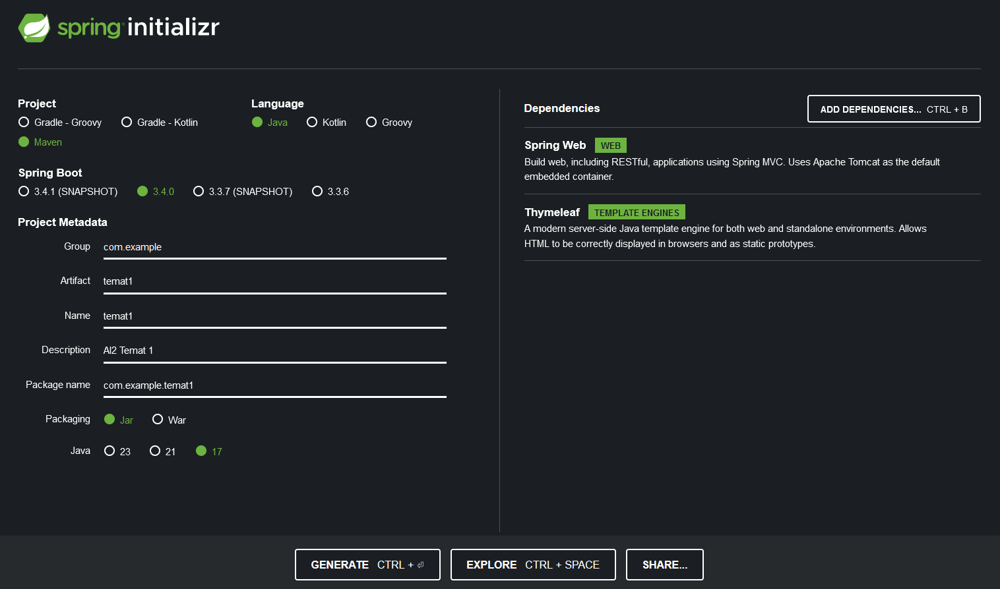 spring initializr
Project
Gradle - Groovy Gradle - Kotlin
Maven
Language
Java Kotlin Groovy
Spring Boot
3.4.1 (SNAPSHOT) 3.4.0 3.3.7 (SNAPSHOT) 3.3.6
Project Metadata
Group com.example
Artifact temat1
Name temat1
Description AI2 Temat 1
Package name com.example.temat1
Packaging Jar War
Java 23 21 17
Dependencies ADD DEPENDENCIES... CTRL + B
Spring Web WEB
Build web, including RESTful, applications using Spring MVC. Uses Apache Tomcat as the default
embedded container.
Thymeleaf TEMPLATE ENGINES
A modern server-side Java template engine for both web and standalone environments. Allows
HTML to be correctly displayed in browsers and as static prototypes.
GENERATE CTRL + ⏎ EXPLORE CTRL + SPACE SHARE...